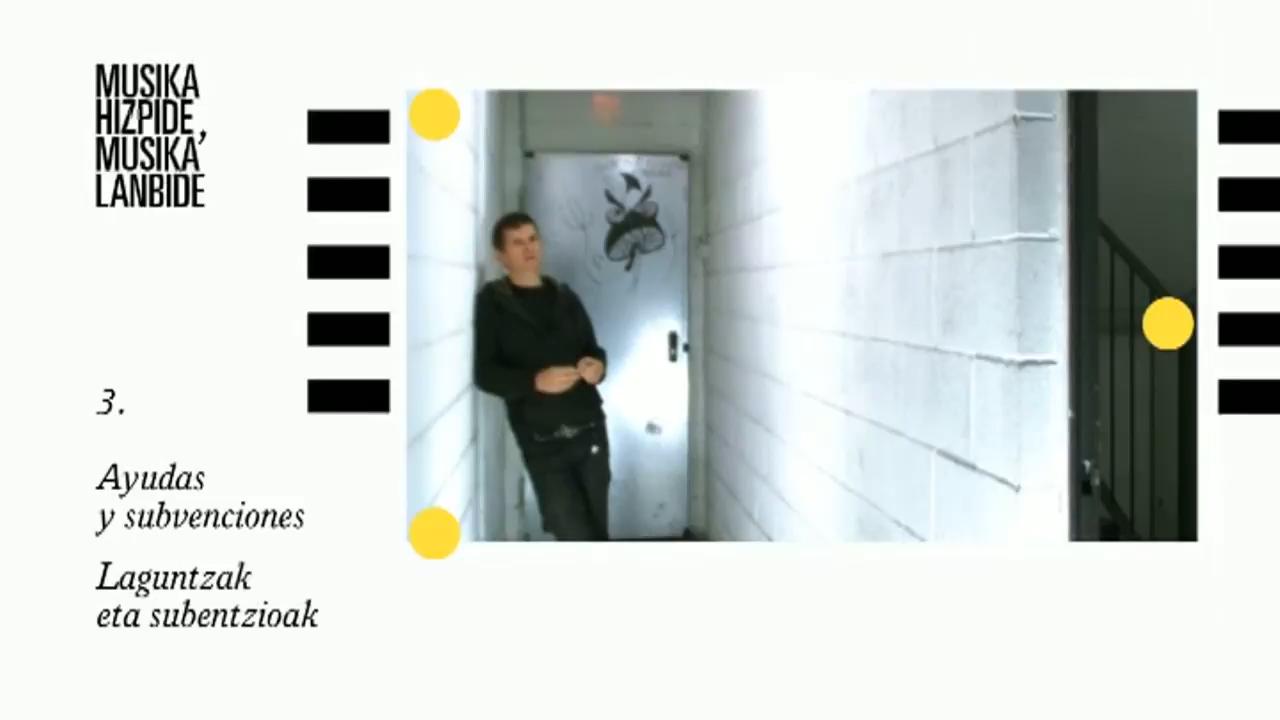 MUSIKA
HIZPIDE,
MUSIKA
LANBIDE
3.
Ayudas
y subvenciones
Laguntzak
eta subentzioak